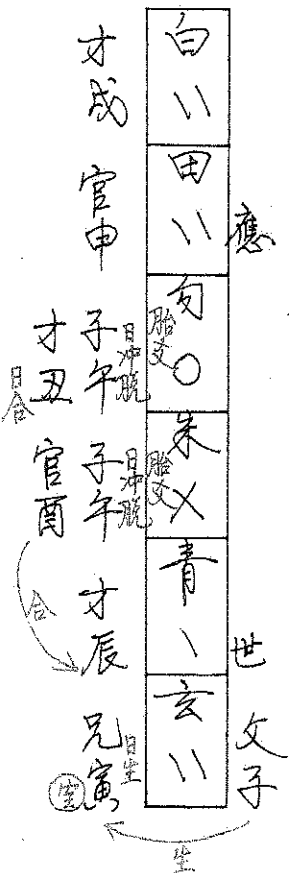 才戌 白 〃
官申 田 〃 應
日合 才丑 子午 日冲脱 胎爻 勾 〇
官酉 子午 日冲脱 胎爻 朱 乂
合
才辰 青 、 世
空 兄寅 日生 玄 〃 父子
生